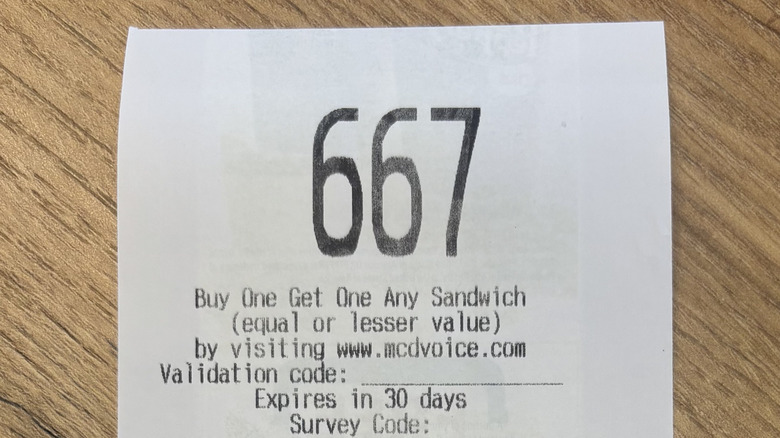 667
Buy One Get One Any Sandwich
(equal or lesser value)
by visiting www.mcdvoice.com
Validation code:
Expires in 30 days
Survey Code: